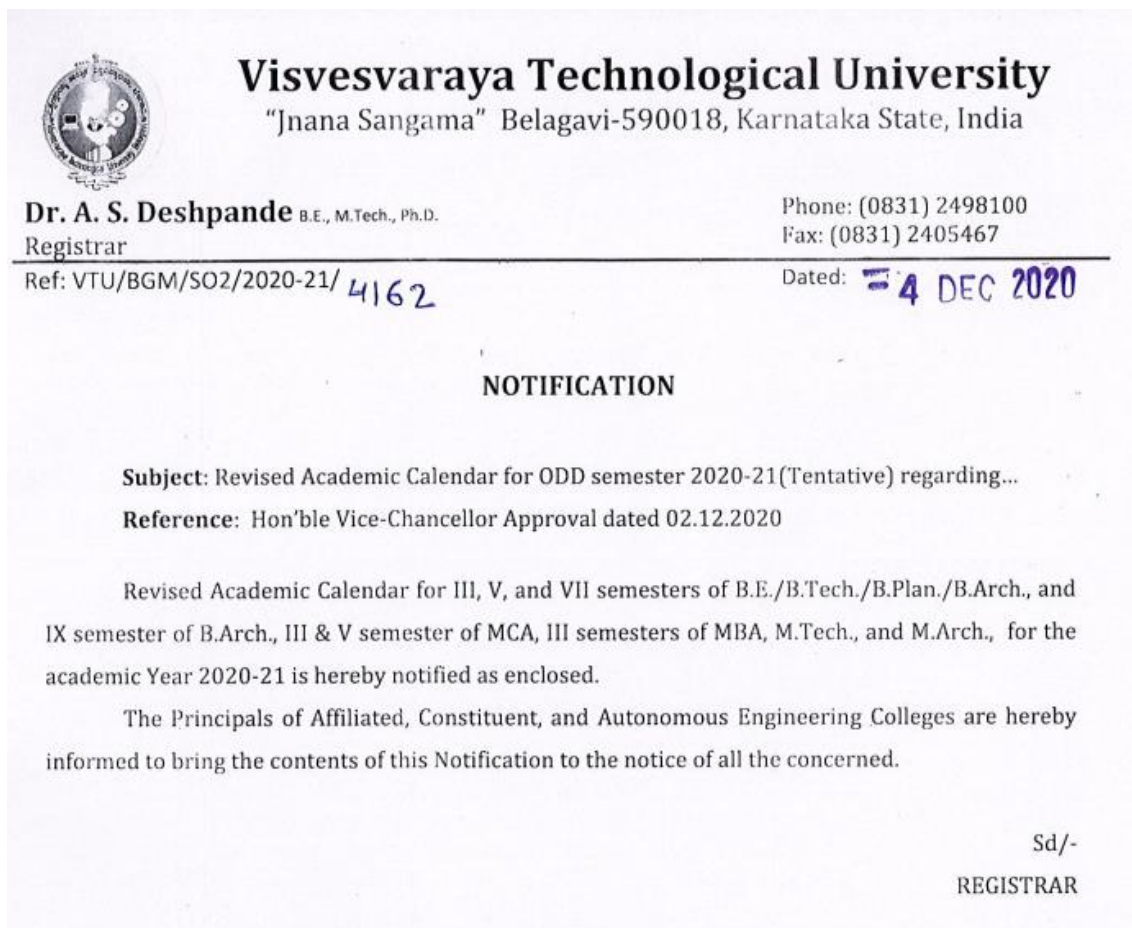 Visvesvaraya Technological University
"Jnana Sangama" Belagavi-590018, Karnataka State, India
Dr. A. S. Deshpande B.E., M.Tech., Ph.D.
Registrar
Phone: (0831) 2498100
Fax: (0831) 2405467
Ref: VTU/BGM/SO2/2020-21/ 4162
Dated: = 4 DEC 2020
NOTIFICATION
Subject: Revised Academic Calendar for ODD semester 2020-21(Tentative) regarding...
Reference: Hon'ble Vice-Chancellor Approval dated 02.12.2020
Revised Academic Calendar for III, V, and VII semesters of B.E./B.Tech./B.Plan./B.Arch., and
IX semester of B.Arch., III & V semester of MCA, III semesters of MBA, M.Tech., and M.Arch., for the
academic Year 2020-21 is hereby notified as enclosed.
The Principals of Affiliated, Constituent, and Autonomous Engineering Colleges are hereby
informed to bring the contents of this Notification to the notice of all the concerned.
Sd/-
REGISTRAR